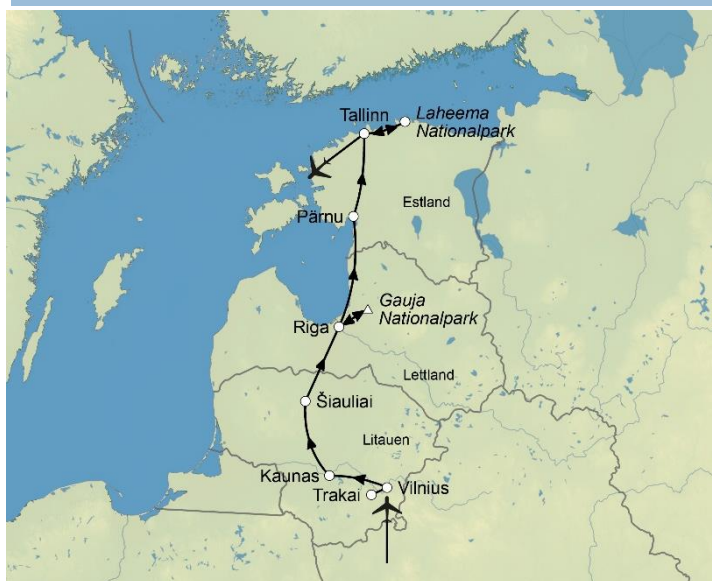 Tallinn
Laheema
Nationalpark
Estland
Pärnu
Gauja
Nationalpark
Riga
Lettland
Šiauliai
Litauen
Kaunas
Trakai
Vilnius